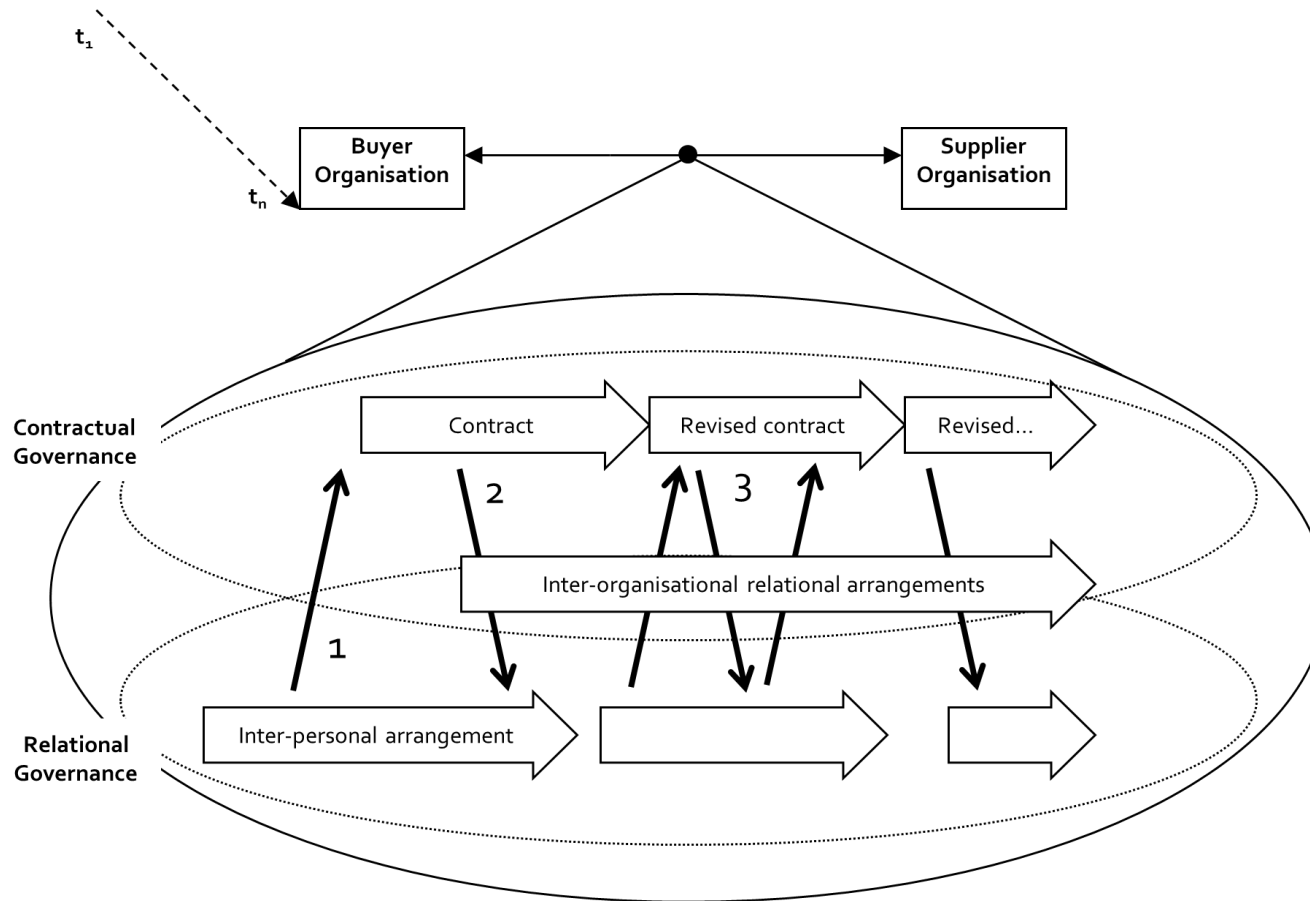 t₁
Buyer
Organisation
Supplier
Organisation
tₙ
Contractual
Governance
Contract
Revised contract
Revised...
2
3
Inter-organisational relational arrangements
1
Inter-personal arrangement
Relational
Governance